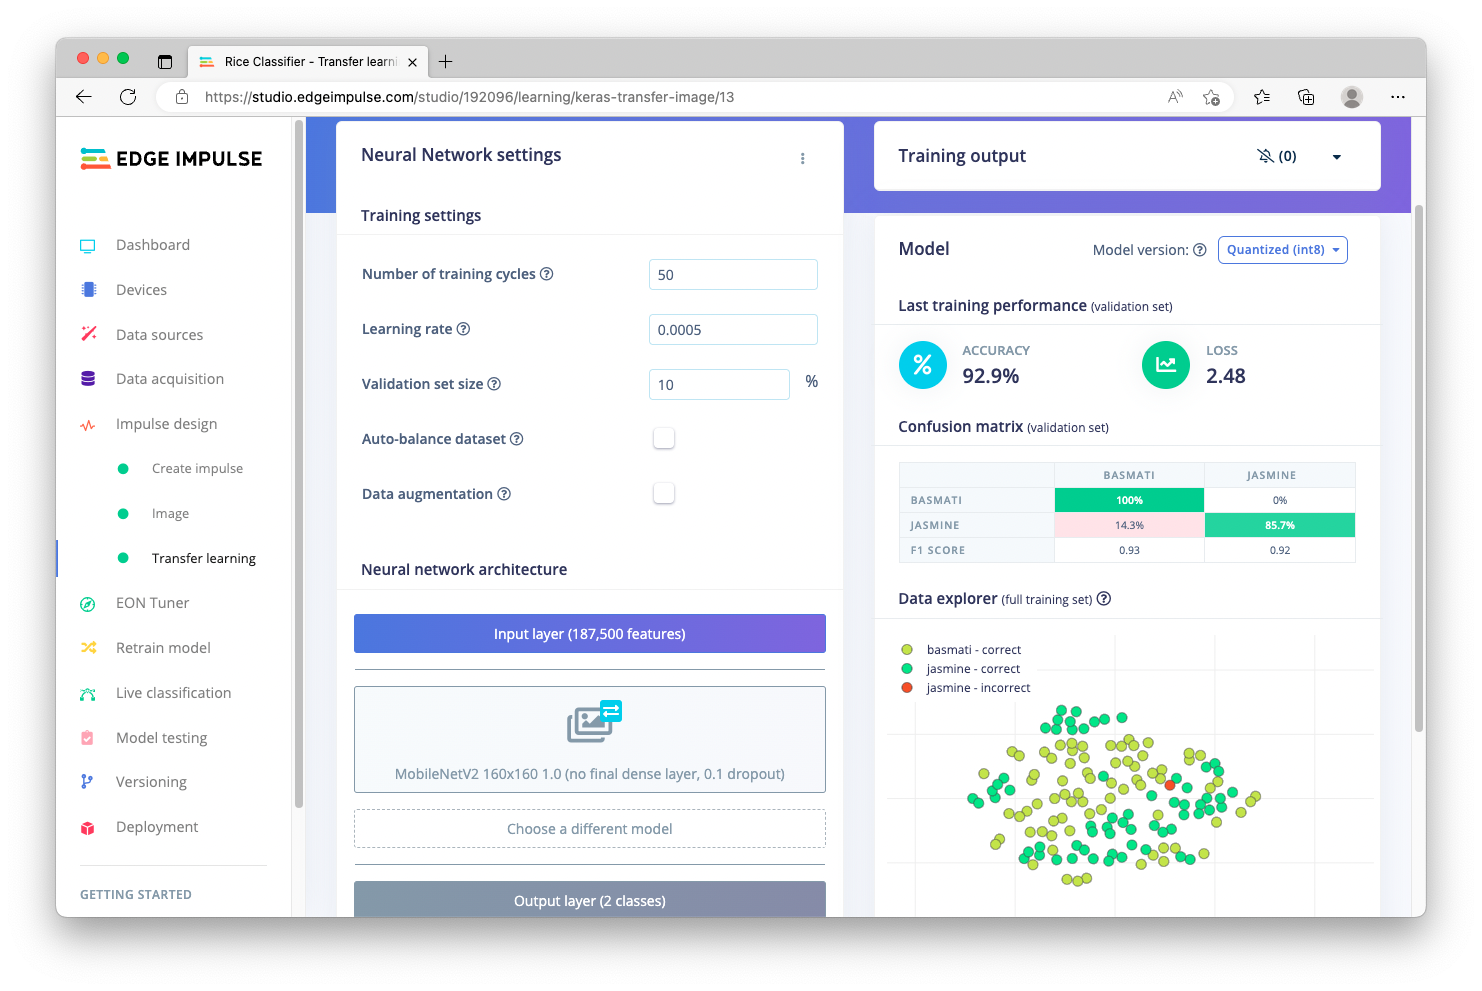 Rice Classifier - Transfer learni
https://studio.edgeimpulse.com/studio/192096/learning/keras-transfer-image/13
EDGE IMPULSE
Dashboard
Devices
Data sources
Data acquisition
Impulse design
Create impulse
Image
Transfer learning
EON Tuner
Retrain model
Live classification
Model testing
Versioning
Deployment
GETTING STARTED
Neural Network settings
Training settings
Number of training cycles ?
50
Learning rate ?
0.0005
Validation set size ?
10 %
Auto-balance dataset ?
Data augmentation ?
Neural network architecture
Input layer (187,500 features)
MobileNetV2 160x160 1.0 (no final dense layer, 0.1 dropout)
Choose a different model
Output layer (2 classes)
Training output
(0)
Model
Model version: ? Quantized (int8)
Last training performance (validation set)
% ACCURACY
92.9%
LOSS
2.48
Confusion matrix (validation set)
BASMATI JASMINE
BASMATI 100% 0%
JASMINE 14.3% 85.7%
F1 SCORE 0.93 0.92
Data explorer (full training set) ?
basmati - correct
jasmine - correct
jasmine - incorrect